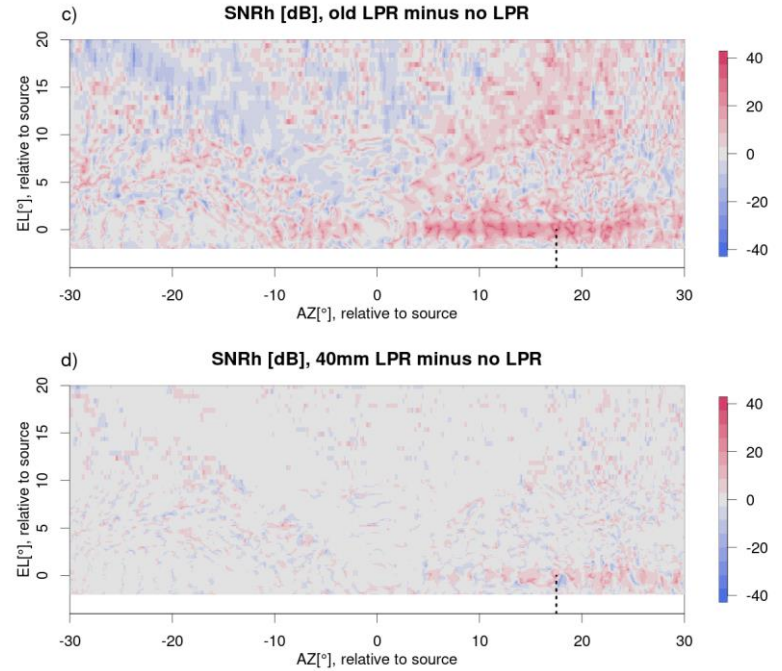 c) SNRh [dB], old LPR minus no LPR
20
15
10
5
0
EL[°], relative to source
-30 -20 -10 0 10 20 30
AZ[°], relative to source
40
20
0
-20
-40
d) SNRh [dB], 40mm LPR minus no LPR
20
15
10
5
0
EL[°], relative to source
-30 -20 -10 0 10 20 30
AZ[°], relative to source
40
20
0
-20
-40